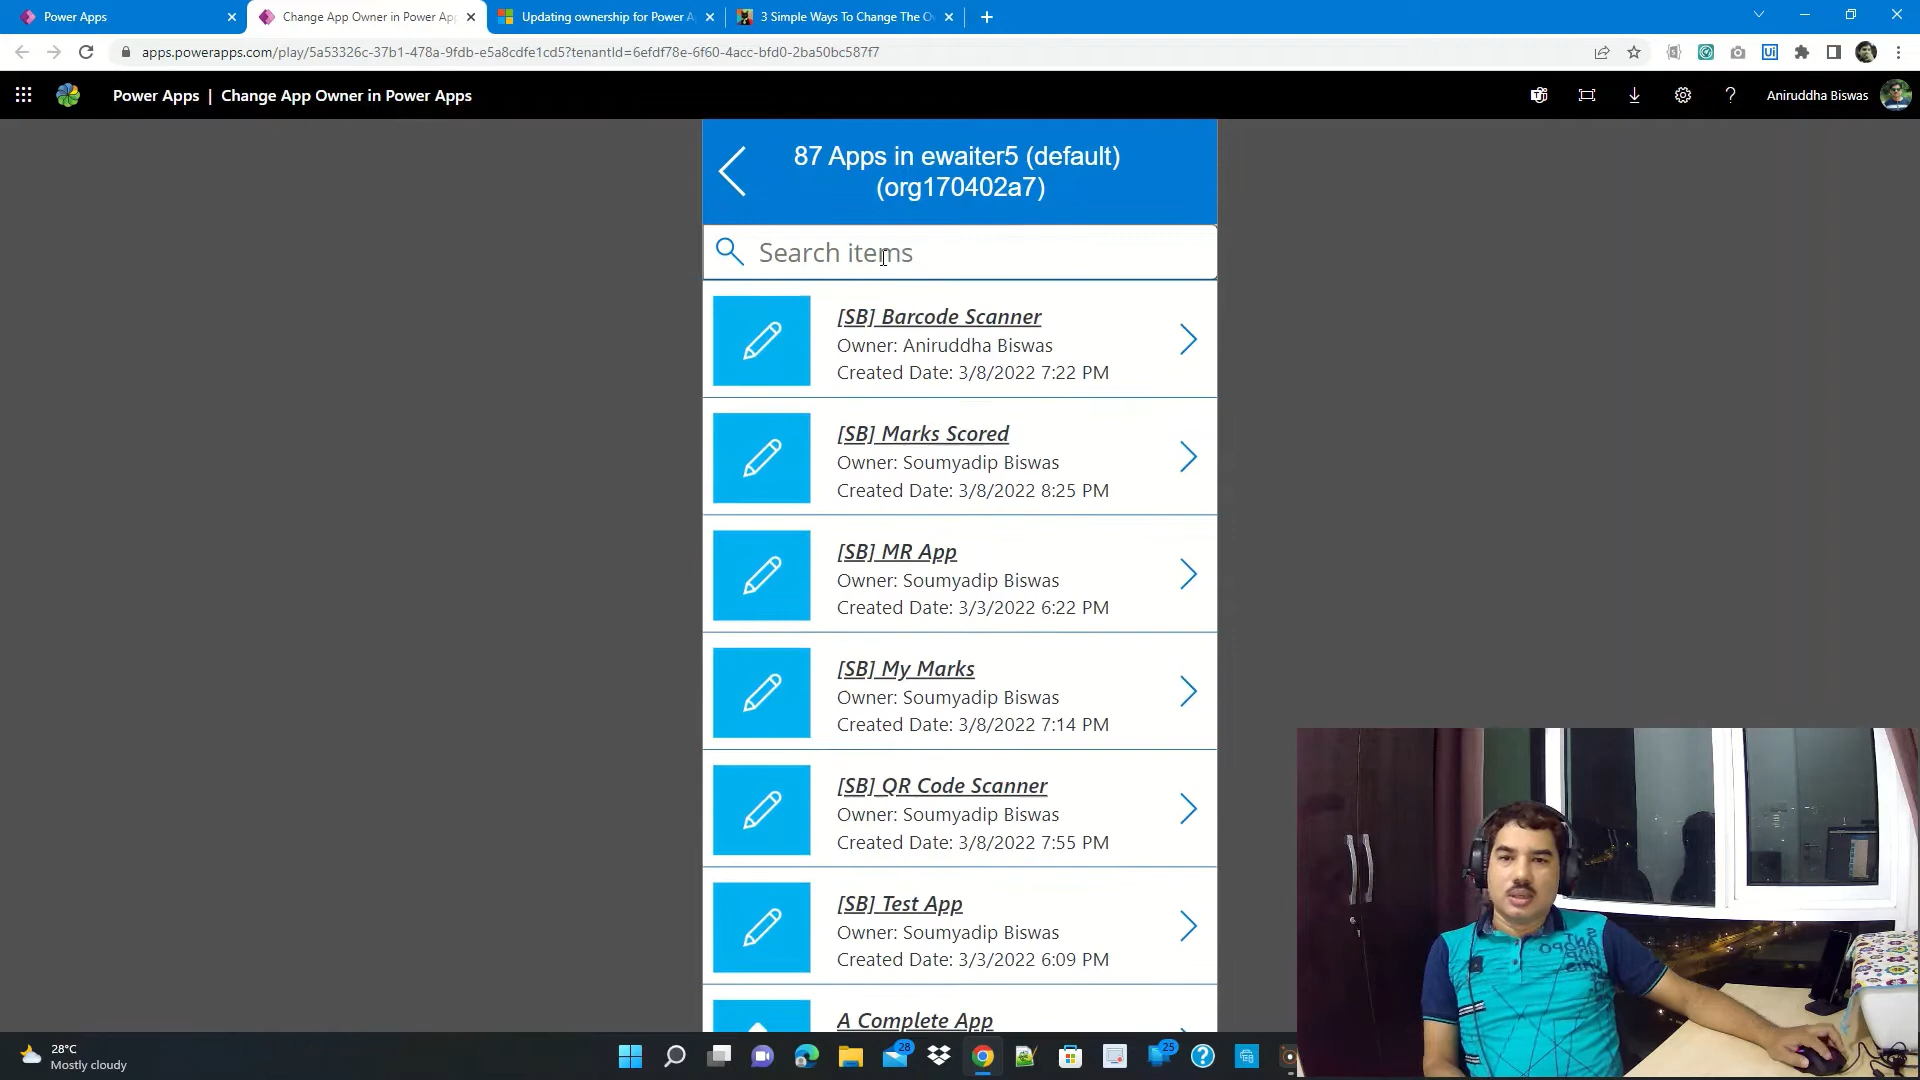 Power Apps
Change App Owner in Power App
Updating ownership for Power A
3 Simple Ways To Change The O
apps.powerapps.com/play/5a53326c-37b1-478a-9fdb-e5a8cdfe1cd5?tenantId=6efdf78e-6f60-4acc-bfd0-2ba50bc587f7
Ui
Power Apps | Change App Owner in Power Apps
?
Aniruddha Biswas
87 Apps in ewaiter5 (default)
(org170402a7)
Search items
[SB] Barcode Scanner
Owner: Aniruddha Biswas
Created Date: 3/8/2022 7:22 PM
[SB] Marks Scored
Owner: Soumyadip Biswas
Created Date: 3/8/2022 8:25 PM
[SB] MR App
Owner: Soumyadip Biswas
Created Date: 3/3/2022 6:22 PM
[SB] My Marks
Owner: Soumyadip Biswas
Created Date: 3/8/2022 7:14 PM
[SB] QR Code Scanner
Owner: Soumyadip Biswas
Created Date: 3/8/2022 7:55 PM
[SB] Test App
Owner: Soumyadip Biswas
Created Date: 3/3/2022 6:09 PM
A Complete App
28°C
Mostly cloudy
28
25
?